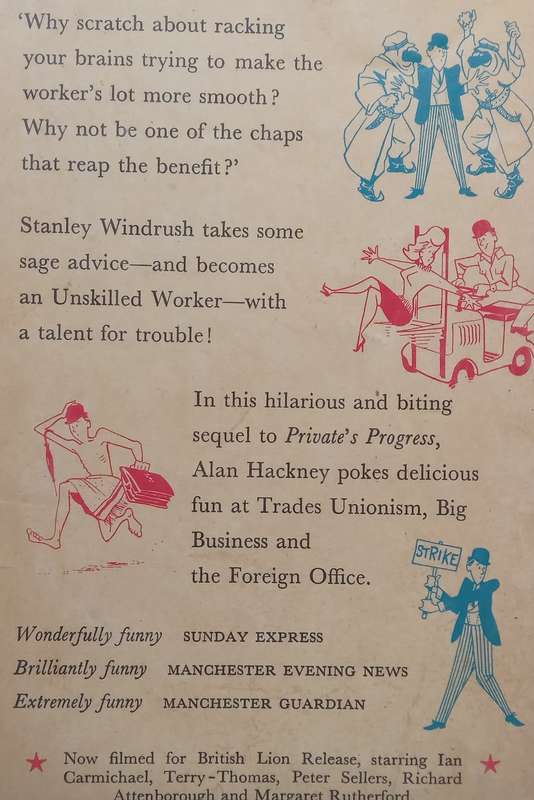 ‘Why scratch about racking
your brains trying to make the
worker’s lot more smooth?
Why not be one of the chaps
that reap the benefit?’
Stanley Windrush takes some
sage advice—and becomes
an Unskilled Worker—with
a talent for trouble!
In this hilarious and biting
sequel to Private’s Progress,
Alan Hackney pokes delicious
fun at Trades Unionism, Big
Business and
the Foreign Office.
STRIKE
Wonderfully funny SUNDAY EXPRESS
Brilliantly funny MANCHESTER EVENING NEWS
Extremely funny MANCHESTER GUARDIAN
Now filmed for British Lion Release, starring Ian
Carmichael, Terry-Thomas, Peter Sellers, Richard
Attenborough and Margaret Rutherford.